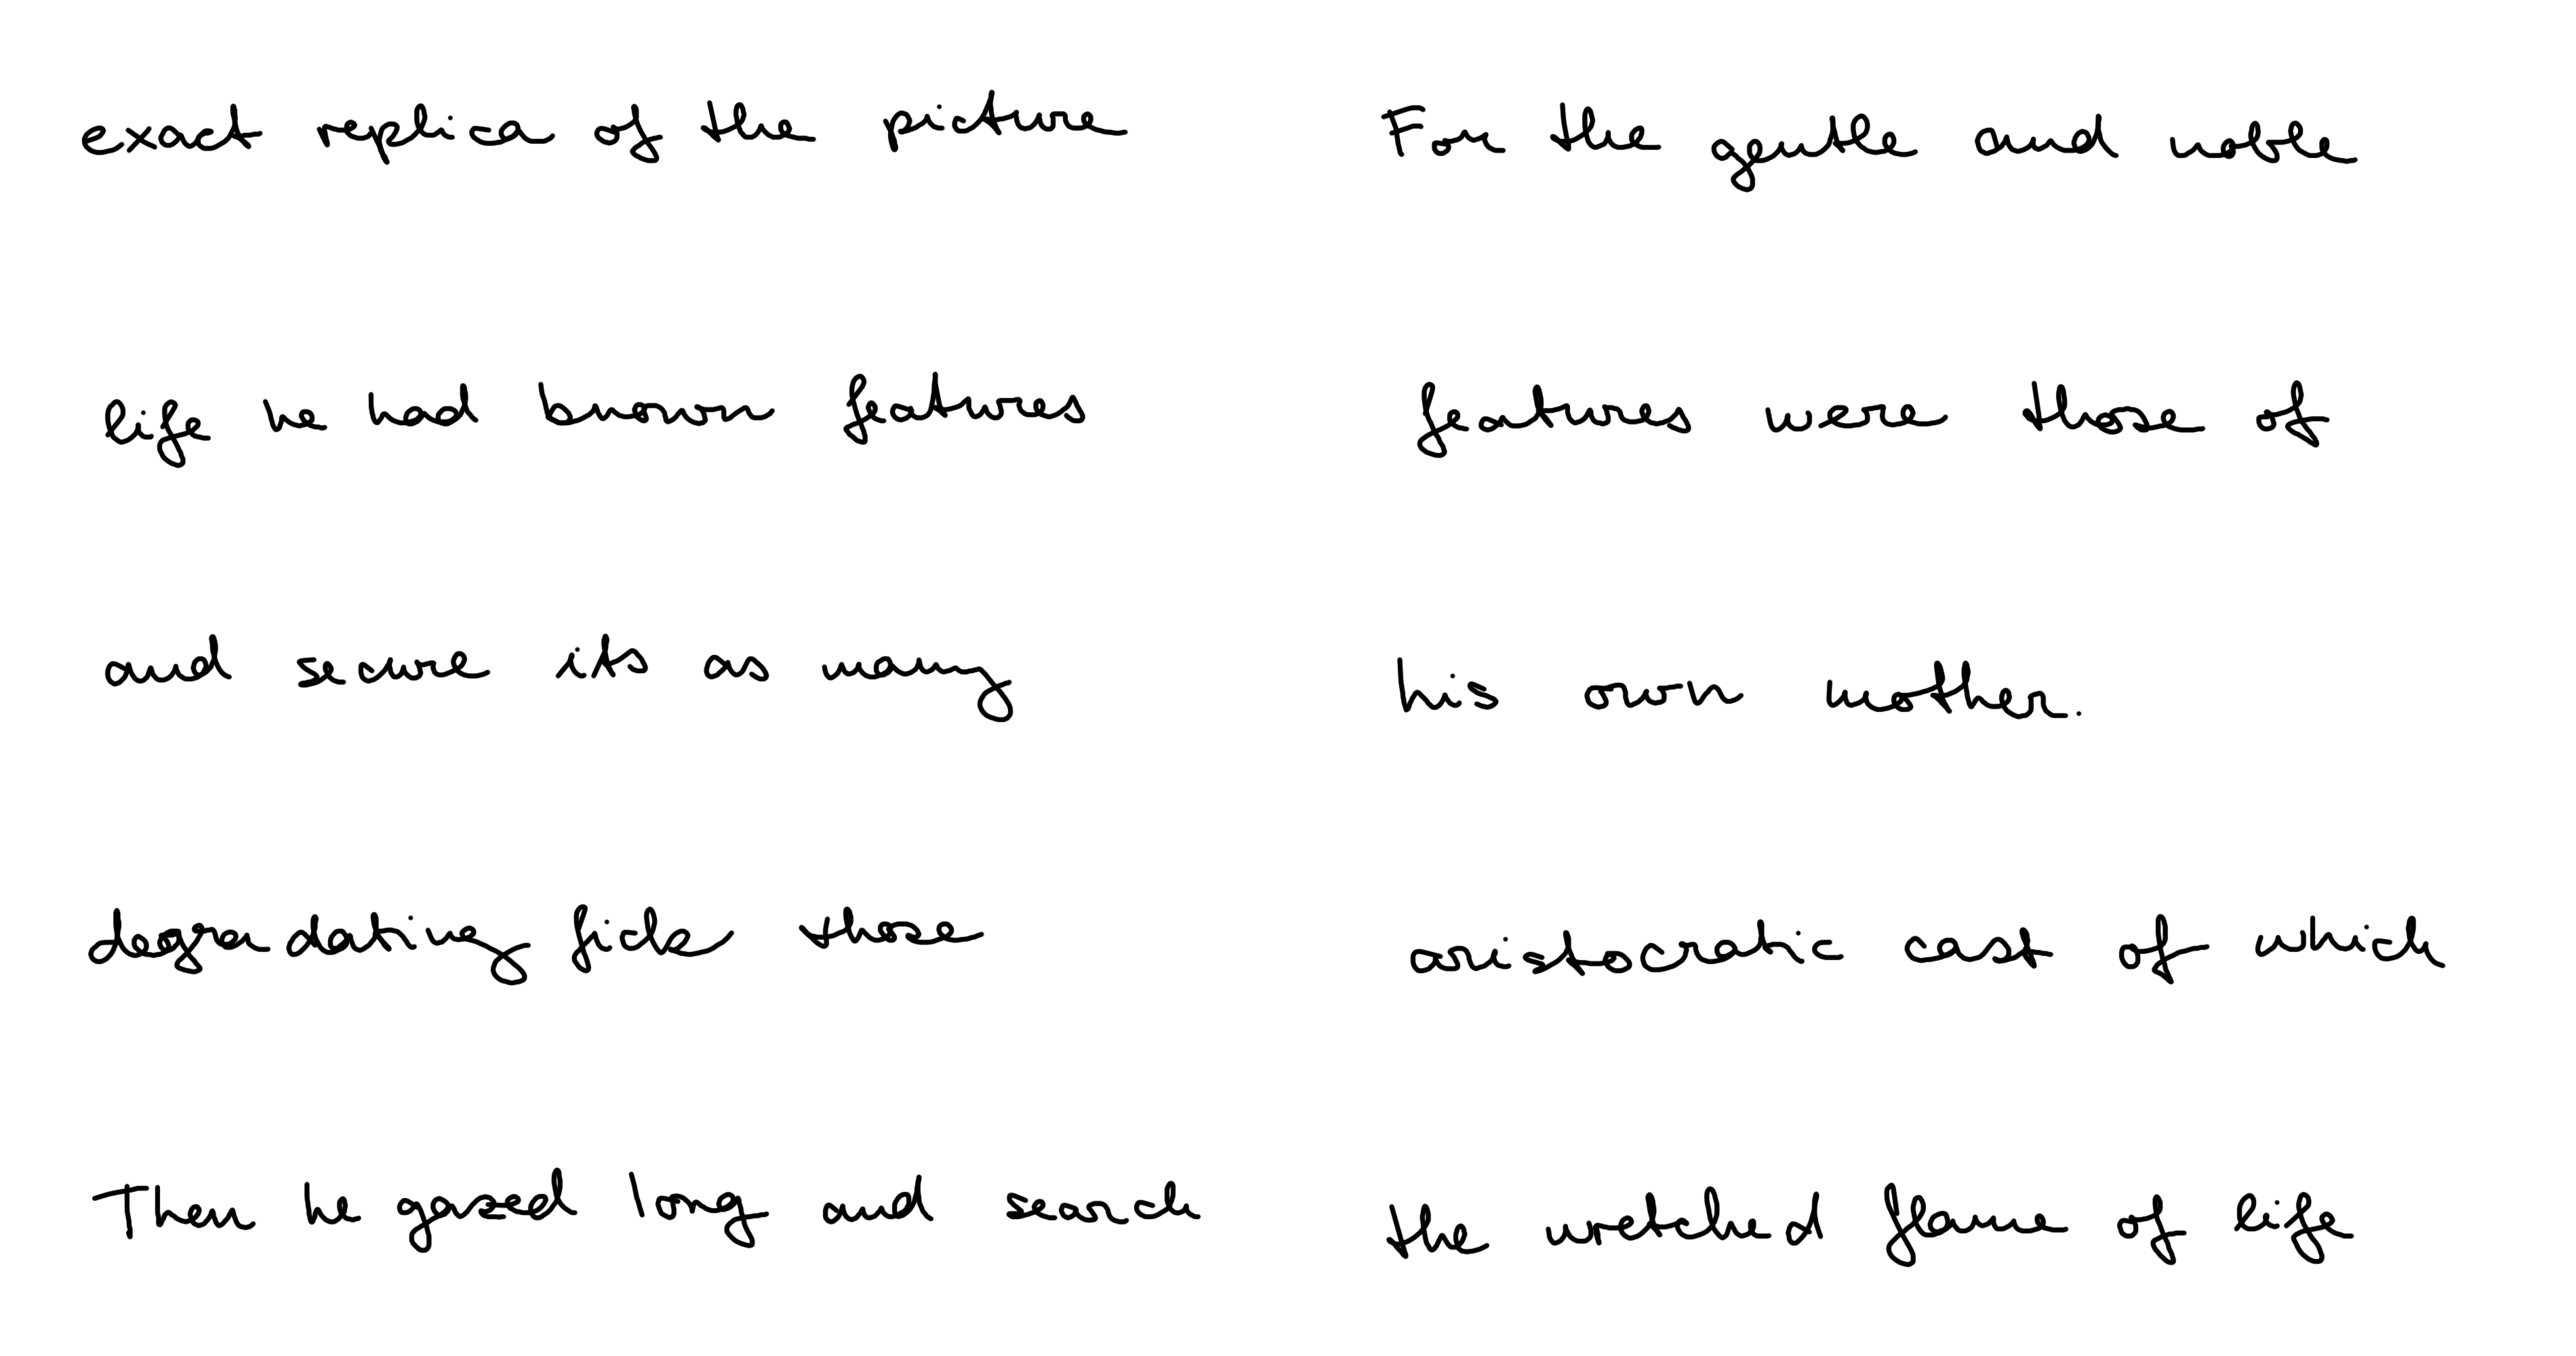 exact replica of the picture
life he had known features
and secure its as many
degradating fick those
Then he gazed long and search
For the gentle and noble
features were those of
his own mother.
aristocratic cast of which
the wretched flame of life